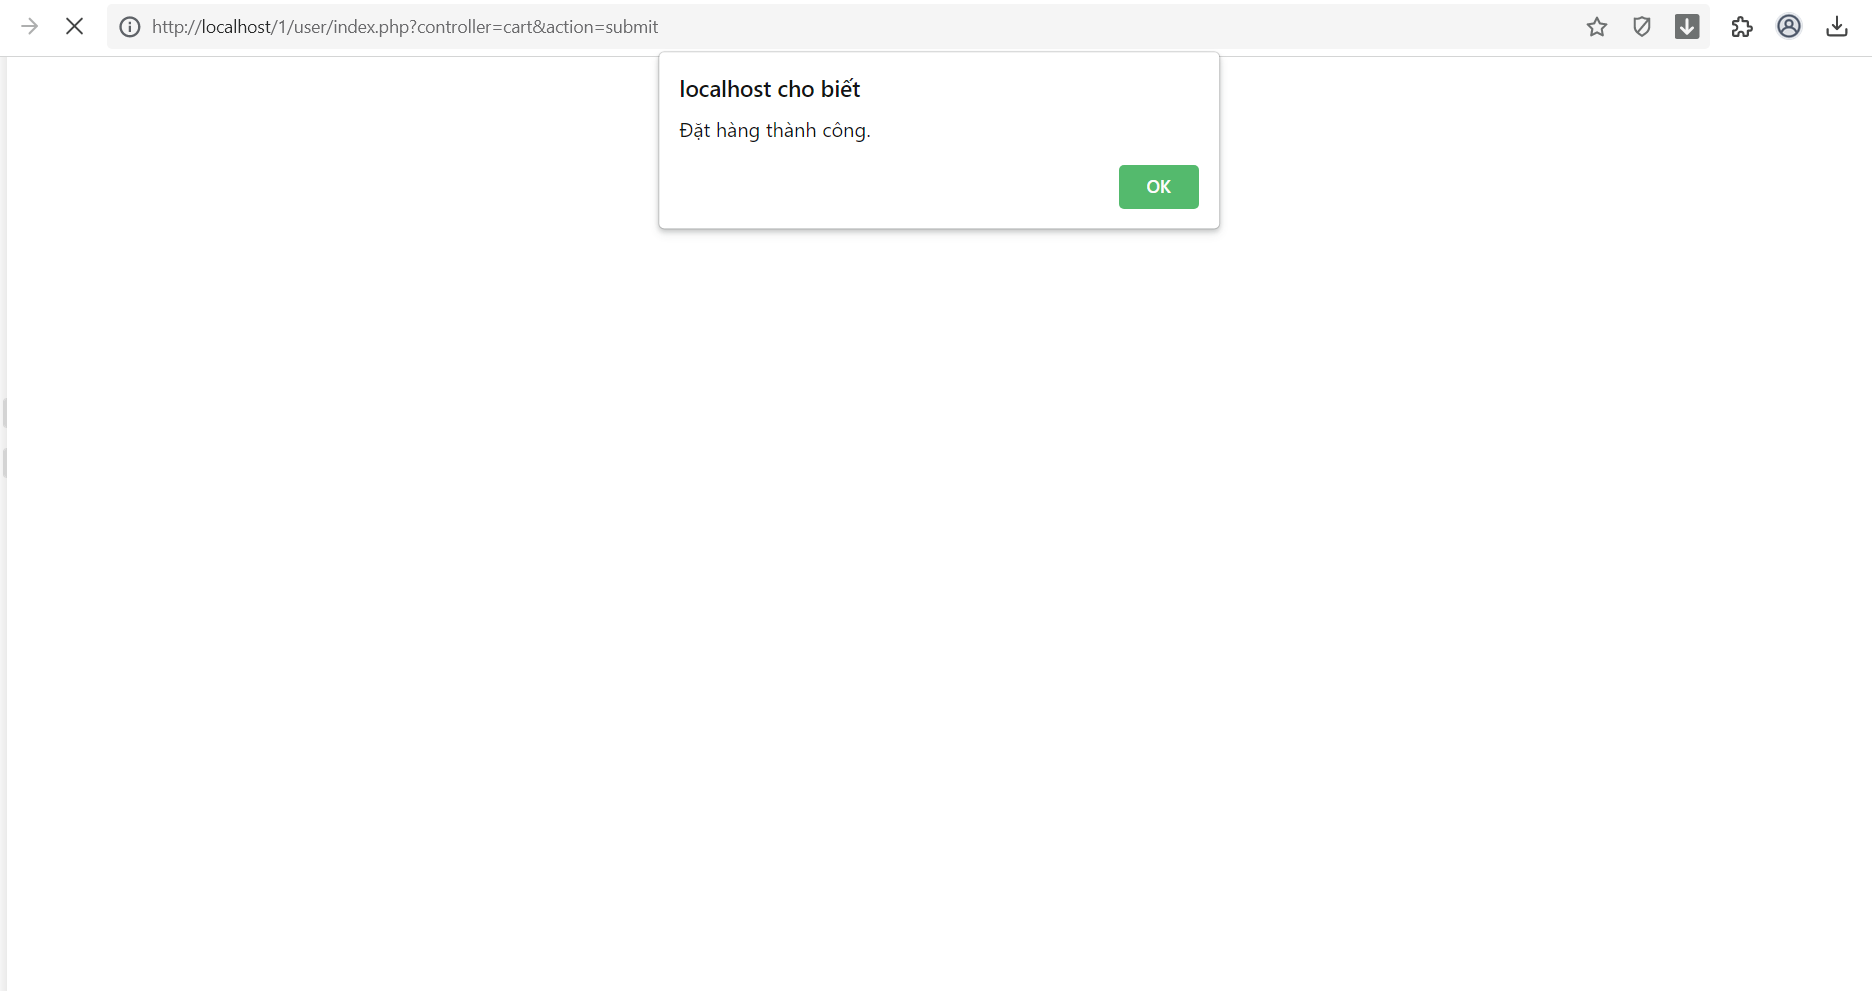 http://localhost/1/user/index.php?controller=cart&action=submit
localhost cho biết
Đặt hàng thành công.
OK